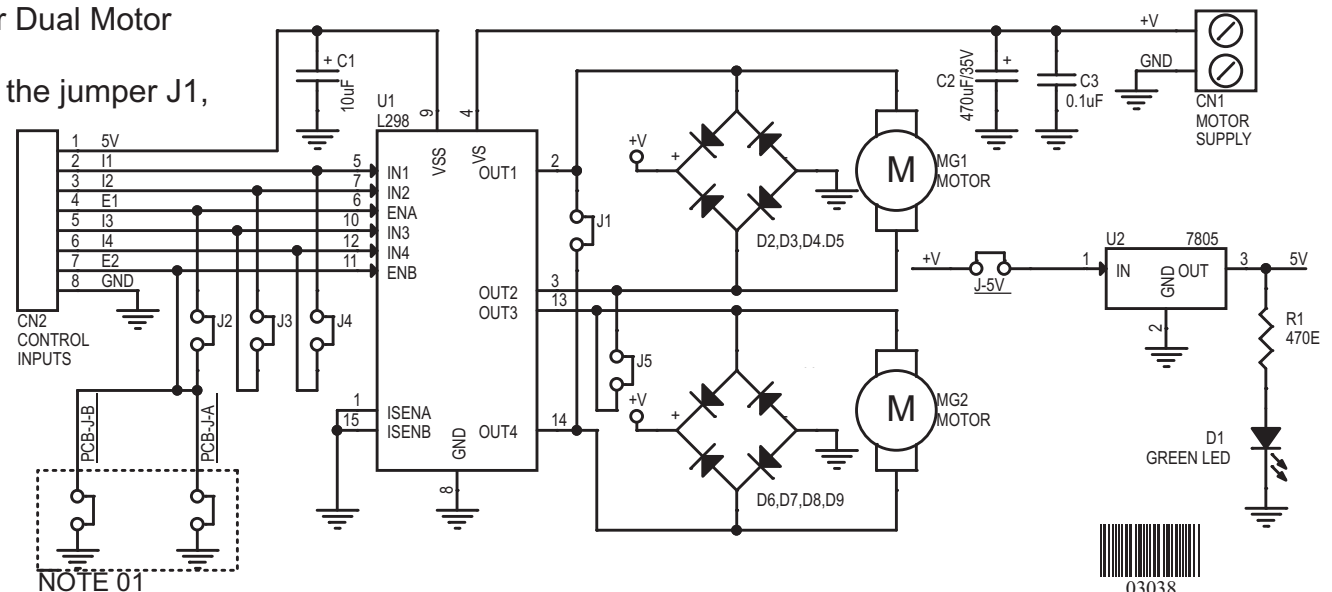 r Dual Motor
the jumper J1,
+V
GND
CN1
MOTOR
SUPPLY
+ C1
10uF
C2
470uF/35V
+
C3
0.1uF
U1
L298
9
4
VSS
VS
1 5V
2 I1
3 I2
4 E1
5 I3
6 I4
7 E2
8 GND
CN2
CONTROL
INPUTS
5 IN1
7 IN2
6 ENA
10 IN3
12 IN4
11 ENB
1 ISENA
15 ISENB
GND
8
OUT1 2
OUT2 3
OUT3 13
OUT4 14
J1
J2
J3
J4
J5
+V
+
D2,D3,D4.D5
M
MG1
MOTOR
+V
+
D6,D7,D8,D9
M
MG2
MOTOR
+V
J-5V
U2 7805
1 IN
GND
OUT 3
2
5V
R1
470E
D1
GREEN LED
PCB-J-B
PCB-J-A
NOTE 01
03038